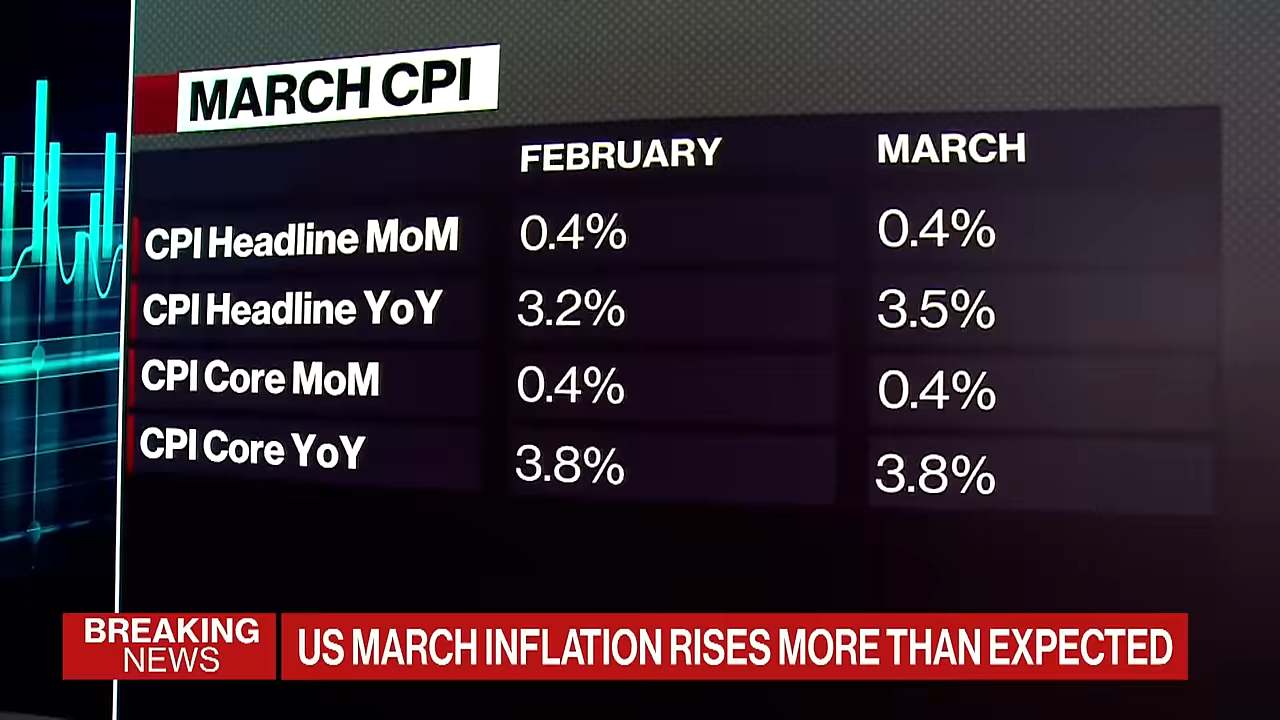 MARCH CPI
FEBRUARY MARCH
CPI Headline MoM 0.4% 0.4%
CPI Headline YoY 3.2% 3.5%
CPI Core MoM 0.4% 0.4%
CPI Core YoY 3.8% 3.8%
BREAKING
NEWS
US MARCH INFLATION RISES MORE THAN EXPECTED